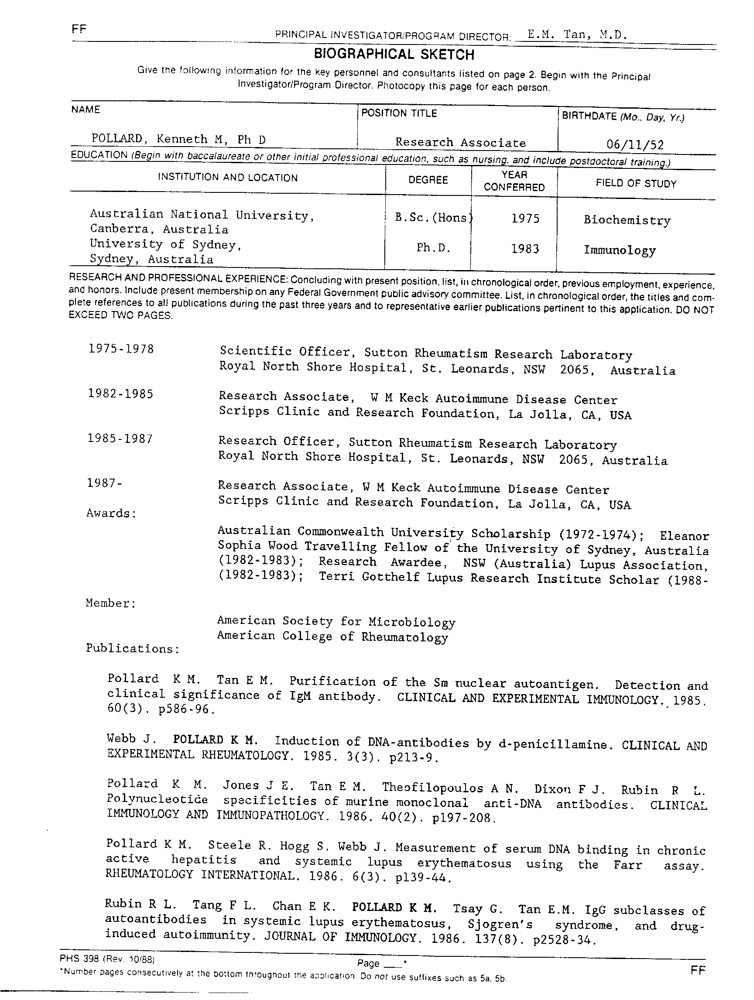 FF
PRINCIPAL INVESTIGATOR/PROGRAM DIRECTOR: E.M. Tan, M.D.
BIOGRAPHICAL SKETCH
Give the following information for the key personnel and consultants listed on page 2. Begin with the Principal
Investigator/Program Director. Photocopy this page for each person.
NAME POSITION TITLE BIRTHDATE (Mo., Day, Yr.)
POLLARD, Kenneth M, Ph D Research Associate 06/11/52
EDUCATION (Begin with baccalaureate or other initial professional education, such as nursing, and include postdoctoral training.)
INSTITUTION AND LOCATION DEGREE YEAR CONFERRED FIELD OF STUDY
Australian National University, B.Sc.(Hons) 1975 Biochemistry
Canberra, Australia
University of Sydney, Ph.D. 1983 Immunology
Sydney, Australia
RESEARCH AND PROFESSIONAL EXPERIENCE: Concluding with present position, list, in chronological order, previous employment, experience,
and honors. Include present membership on any Federal Government public advisory committee. List, in chronological order, the titles and com-
plete references to all publications during the past three years and to representative earlier publications pertinent to this application. DO NOT
EXCEED TWO PAGES.
1975-1978 Scientific Officer, Sutton Rheumatism Research Laboratory
Royal North Shore Hospital, St. Leonards, NSW 2065, Australia
1982-1985 Research Associate, W M Keck Autoimmune Disease Center
Scripps Clinic and Research Foundation, La Jolla, CA, USA
1985-1987 Research Officer, Sutton Rheumatism Research Laboratory
Royal North Shore Hospital, St. Leonards, NSW 2065, Australia
1987- Research Associate, W M Keck Autoimmune Disease Center
Scripps Clinic and Research Foundation, La Jolla, CA, USA
Awards:
Australian Commonwealth University Scholarship (1972-1974); Eleanor
Sophia Wood Travelling Fellow of the University of Sydney, Australia
(1982-1983); Research Awardee, NSW (Australia) Lupus Association,
(1982-1983); Terri Gotthelf Lupus Research Institute Scholar (1988-
Member:
American Society for Microbiology
American College of Rheumatology
Publications:
Pollard K M. Tan E M. Purification of the Sm nuclear autoantigen. Detection and
clinical significance of IgM antibody. CLINICAL AND EXPERIMENTAL IMMUNOLOGY. 1985.
60(3). p586-96.
Webb J. POLLARD K M. Induction of DNA-antibodies by d-penicillamine. CLINICAL AND
EXPERIMENTAL RHEUMATOLOGY. 1985. 3(3). p213-9.
Pollard K M. Jones J E. Tan E M. Theofilopoulos A N. Dixon F J. Rubin R L.
Polynucleotide specificities of murine monoclonal anti-DNA antibodies. CLINICAL
IMMUNOLOGY AND IMMUNOPATHOLOGY. 1986. 40(2). p197-208.
Pollard K M. Steele R. Hogg S. Webb J. Measurement of serum DNA binding in chronic
active hepatitis and systemic lupus erythematosus using the Farr assay.
RHEUMATOLOGY INTERNATIONAL. 1986. 6(3). p139-44.
Rubin R L. Tang F L. Chan E K. POLLARD K M. Tsay G. Tan E.M. IgG subclasses of
autoantibodies in systemic lupus erythematosus, Sjogren's syndrome, and drug-
induced autoimmunity. JOURNAL OF IMMUNOLOGY. 1986. 137(8). p2528-34.
PHS 398 (Rev. 10/88) Page ___*
*Number pages consecutively at the bottom throughout the application. Do not use suffixes such as 5a, 5b. FF